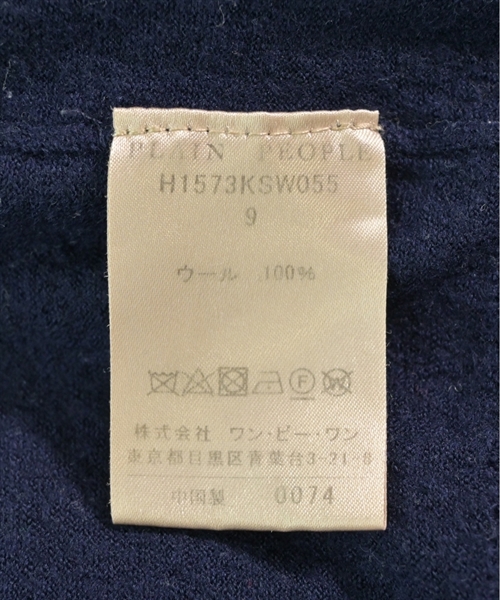 PLAIN PEOPLE
H1573KSW055
9
ウール 100%
F W
株式会社 ワン・ピー・ワン
東京都目黒区青葉台3-21-8
中国製 0074